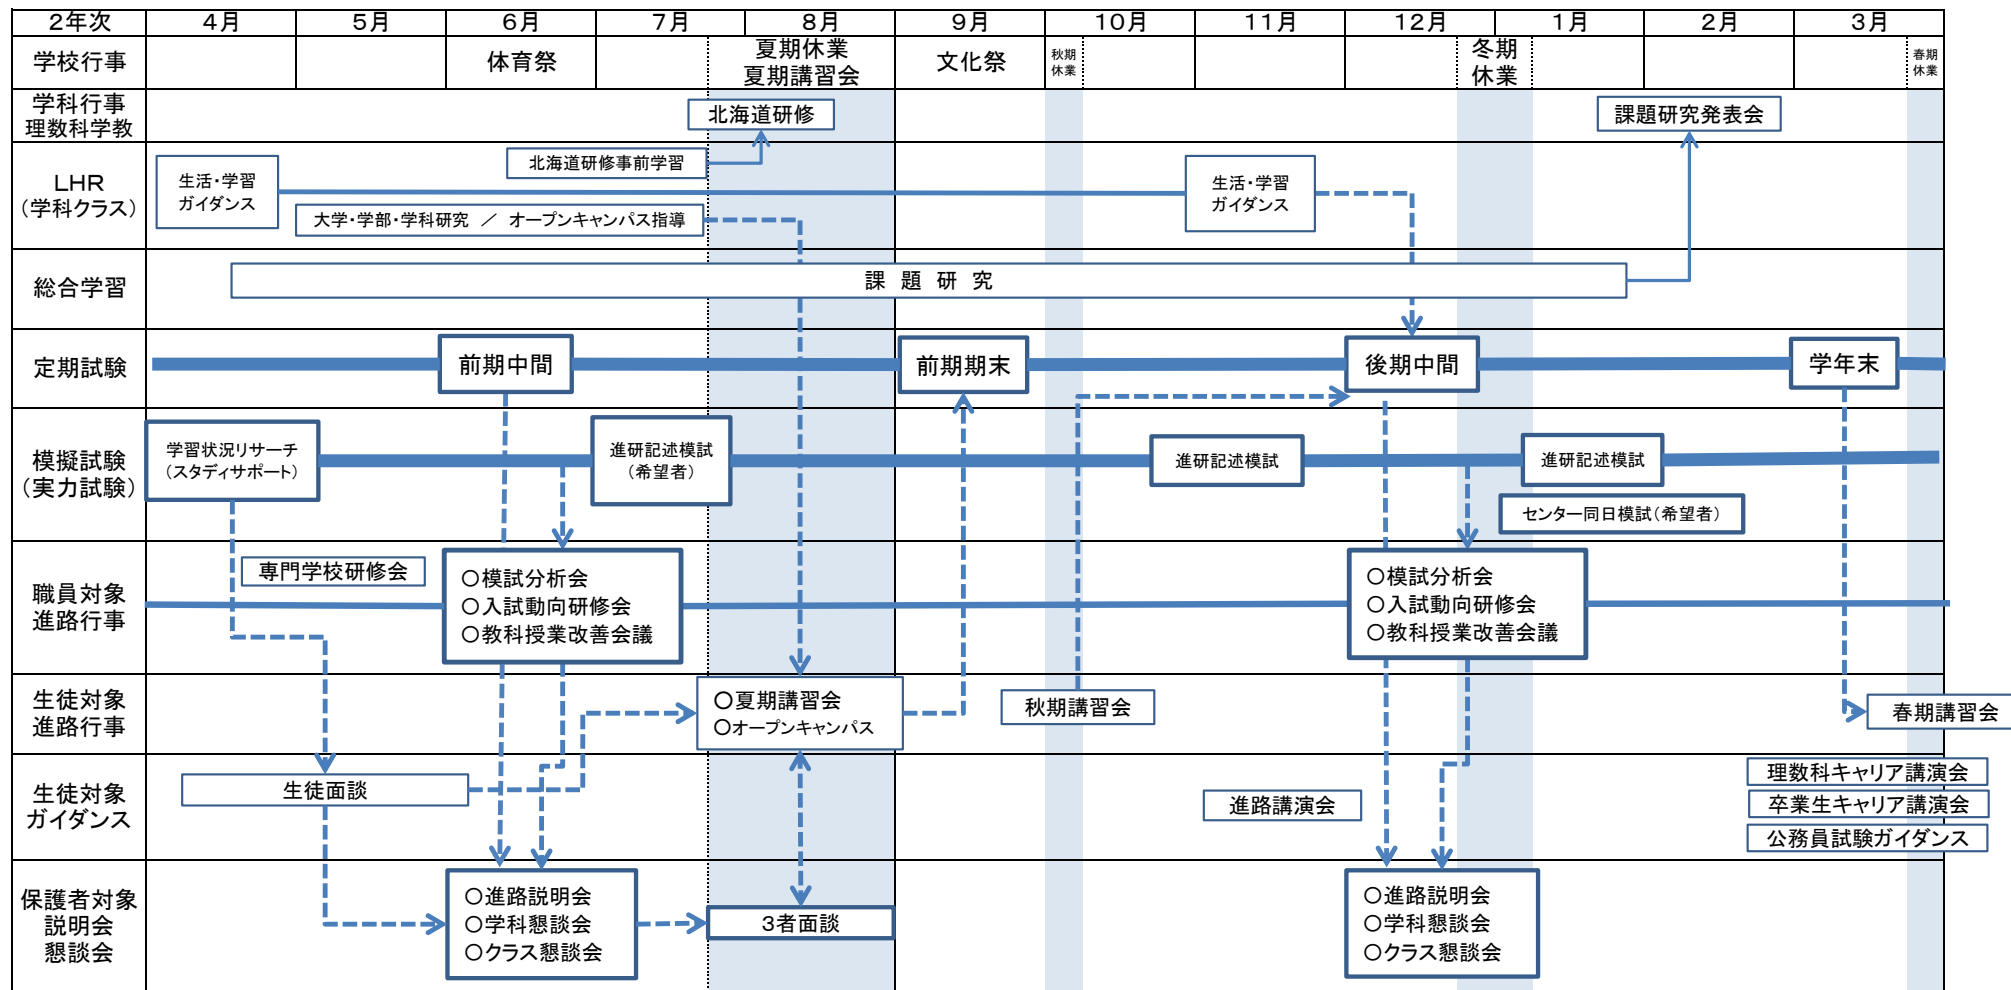 2年次 4月 5月 6月 7月 8月 9月 10月 11月 12月 1月 2月 3月
学校行事
体育祭
夏期休業
夏期講習会
文化祭
秋期
休業
冬期
休業
春期
休業
学科行事
理数科学教
北海道研修
課題研究発表会
LHR
(学科クラス)
生活・学習
ガイダンス
北海道研修事前学習
大学・学部・学科研究 / オープンキャンパス指導
生活・学習
ガイダンス
総合学習
課題研究
定期試験
前期中間
前期期末
後期中間
学年末
模擬試験
(実力試験)
学習状況リサーチ
(スタディサポート)
進研記述模試
(希望者)
進研記述模試
進研記述模試
センター同日模試(希望者)
職員対象
進路行事
専門学校研修会
○模試分析会
○入試動向研修会
○教科授業改善会議
○模試分析会
○入試動向研修会
○教科授業改善会議
生徒対象
進路行事
○夏期講習会
○オープンキャンパス
秋期講習会
春期講習会
生徒対象
ガイダンス
生徒面談
進路講演会
理数科キャリア講演会
卒業生キャリア講演会
公務員試験ガイダンス
保護者対象
説明会
懇談会
○進路説明会
○学科懇談会
○クラス懇談会
3者面談
○進路説明会
○学科懇談会
○クラス懇談会